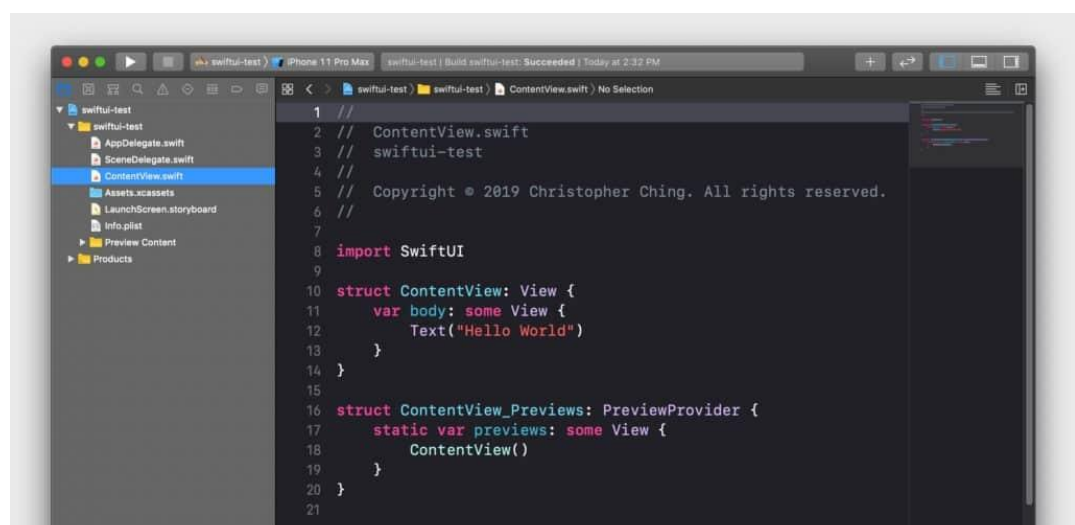 swiftui-test 〉 iPhone 11 Pro Max swiftui-test | Build swiftui-test: Succeeded | Today at 2:32 PM
swiftui-test 〉 swiftui-test 〉 ContentView.swift 〉 No Selection
swiftui-test
swiftui-test
AppDelegate.swift
SceneDelegate.swift
ContentView.swift
Assets.xcassets
LaunchScreen.storyboard
Info.plist
Preview Content
Products
1 //
2 // ContentView.swift
3 // swiftui-test
4 //
5 // Copyright © 2019 Christopher Ching. All rights reserved.
6 //
7
8 import SwiftUI
9
10 struct ContentView: View {
11 var body: some View {
12 Text("Hello World")
13 }
14 }
15
16 struct ContentView_Previews: PreviewProvider {
17 static var previews: some View {
18 ContentView()
19 }
20 }
21